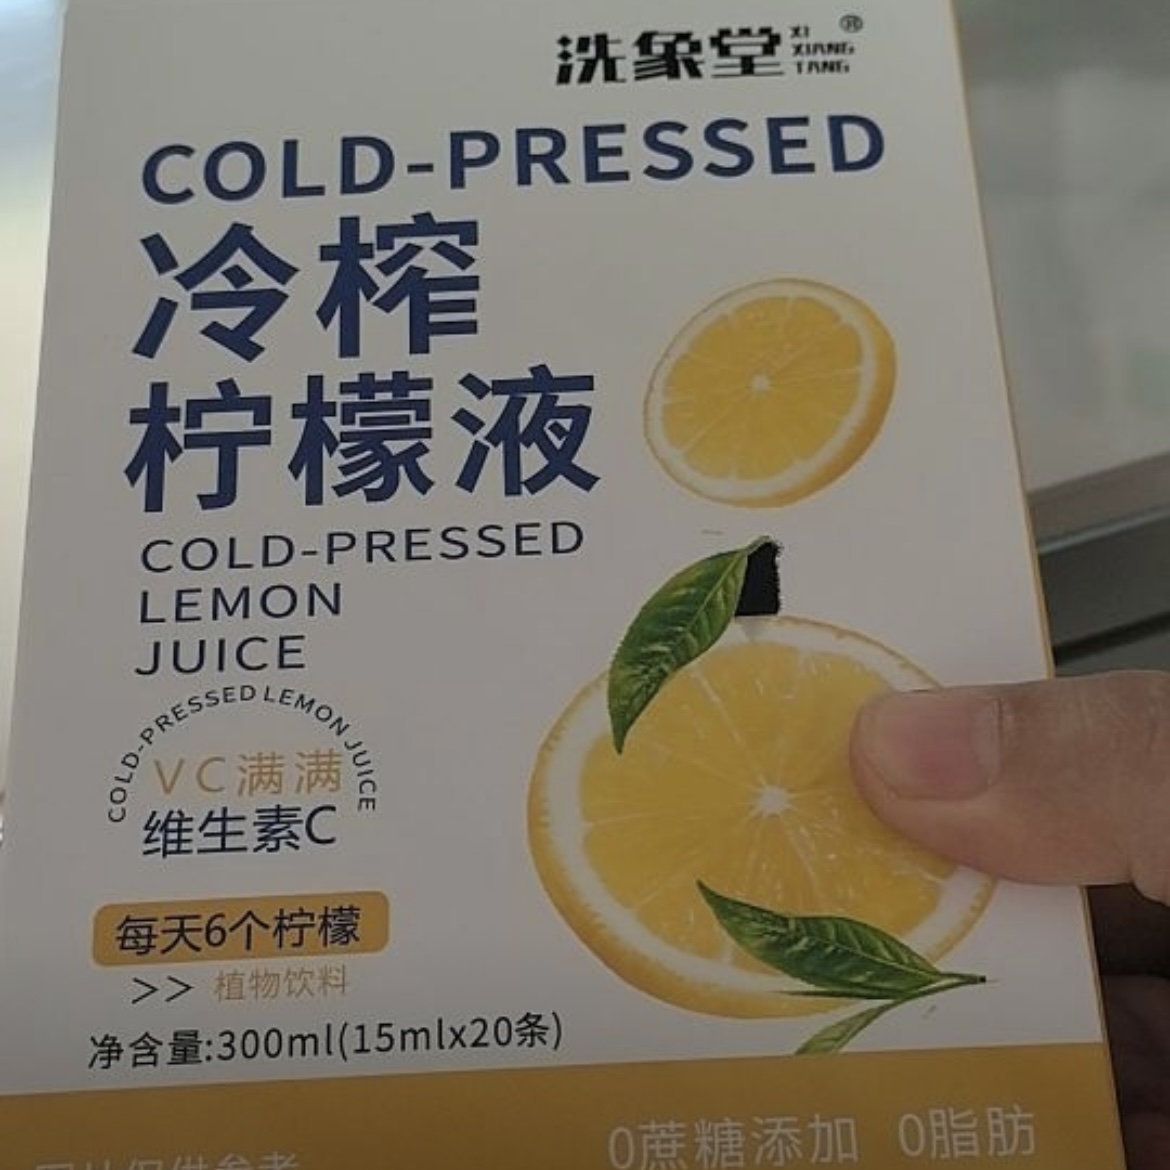 洗象堂 XI XIANG TANG ®
COLD-PRESSED
冷榨
柠檬液
COLD-PRESSED
LEMON
JUICE
COLD-PRESSED LEMON JUICE
VC满满
维生素C
每天6个柠檬
>> 植物饮料
净含量:300ml(15mlx20条)
0蔗糖添加 0脂肪